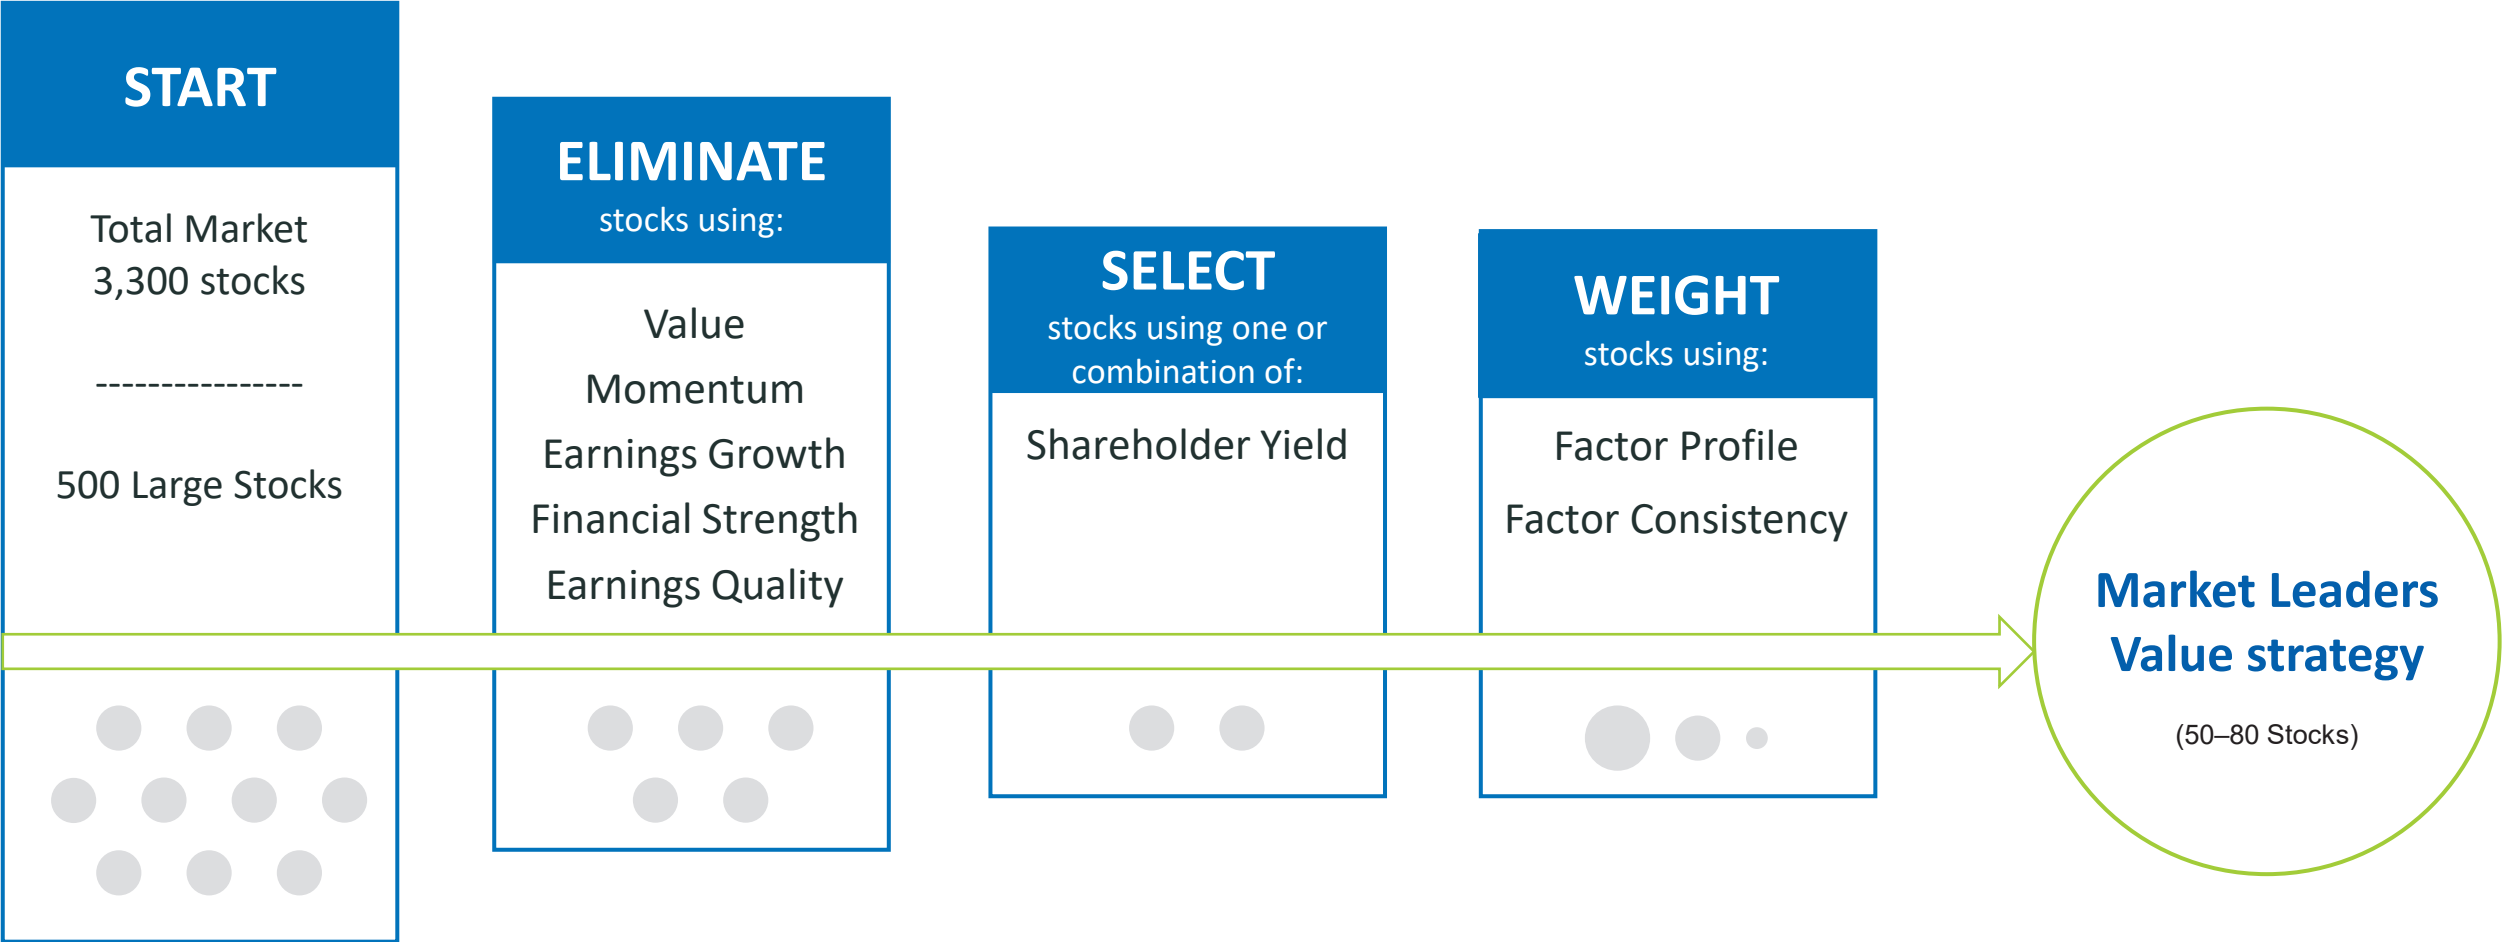 START
Total Market
3,300 stocks
----------------
500 Large Stocks
ELIMINATE
stocks using:
Value
Momentum
Earnings Growth
Financial Strength
Earnings Quality
SELECT
stocks using one or
combination of:
Shareholder Yield
WEIGHT
stocks using:
Factor Profile
Factor Consistency
Market Leaders
Value strategy
(50–80 Stocks)